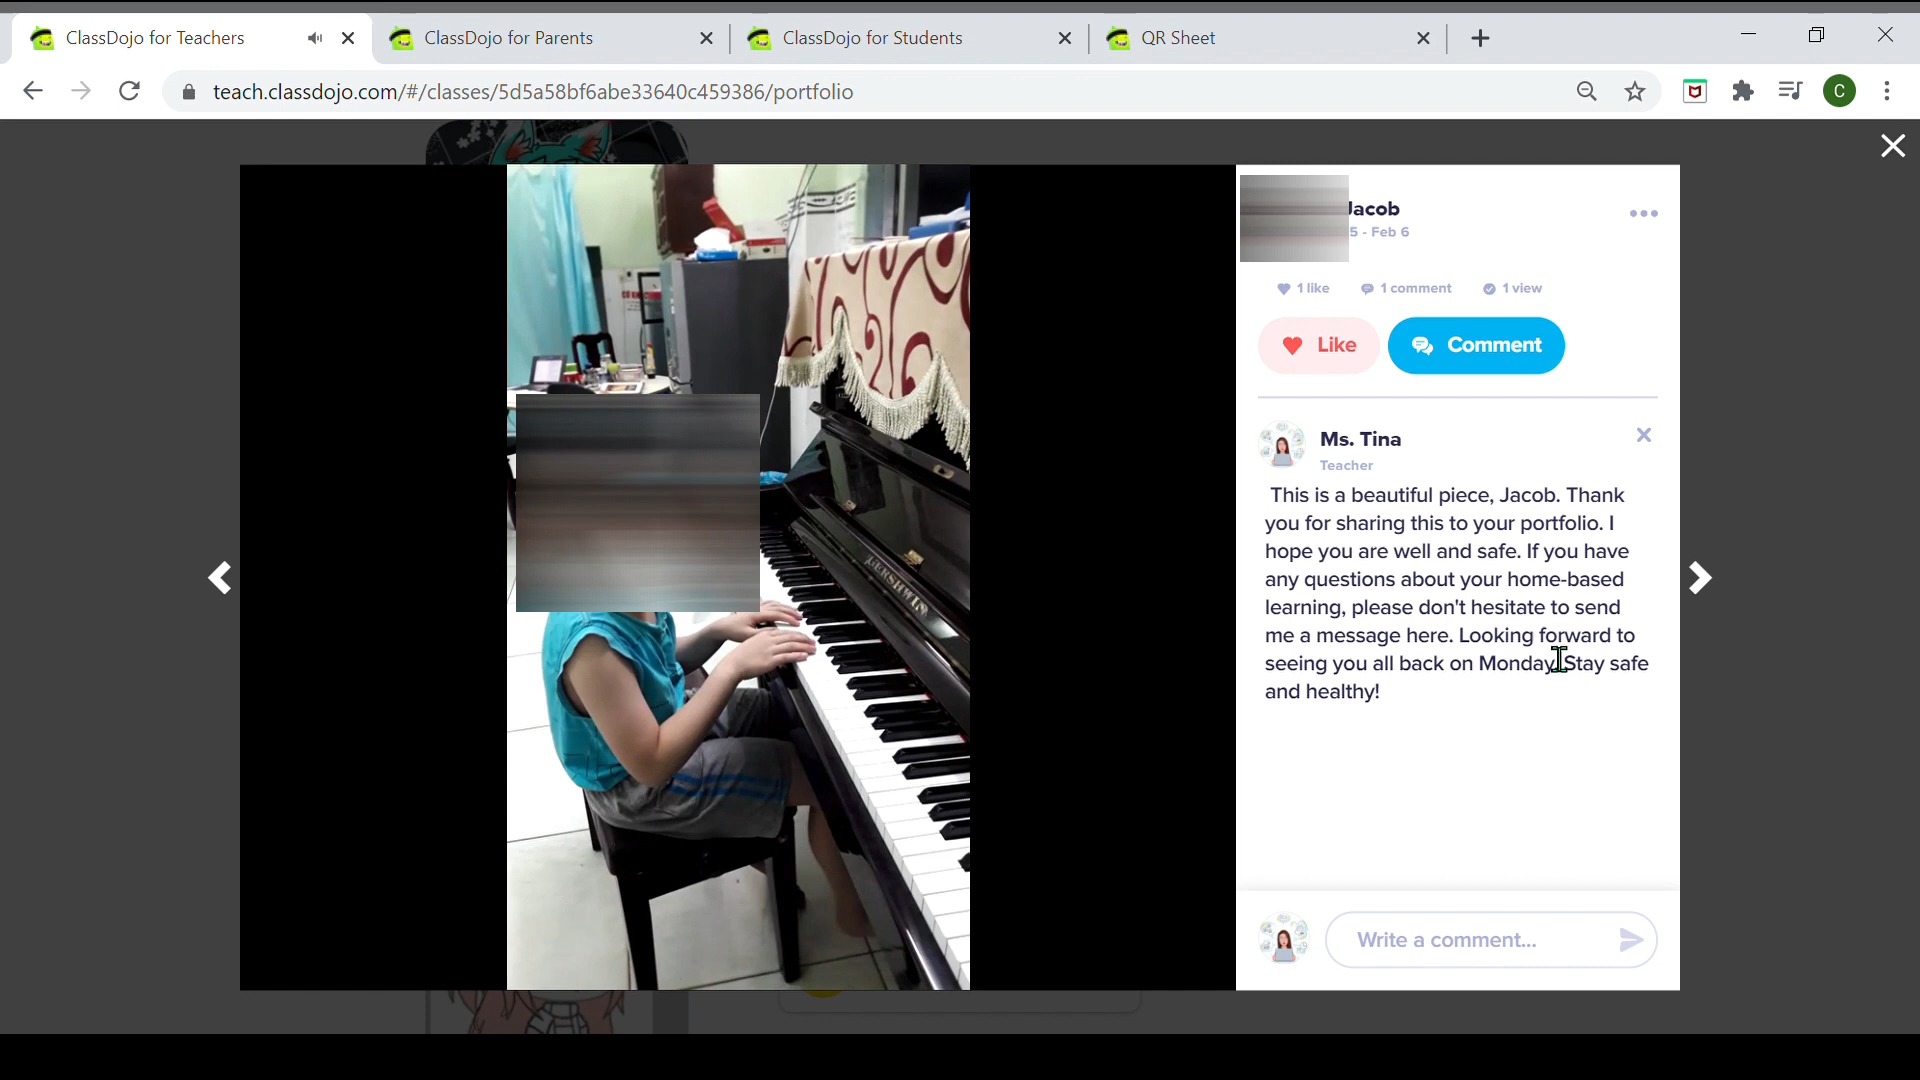 ClassDojo for Teachers
ClassDojo for Parents
ClassDojo for Students
QR Sheet
teach.classdojo.com/#/classes/5d5a58bf6abe33640c459386/portfolio
C
Jacob
5 - Feb 6
1 like
1 comment
1 view
Like
Comment
Ms. Tina
Teacher
This is a beautiful piece, Jacob. Thank
you for sharing this to your portfolio. I
hope you are well and safe. If you have
any questions about your home-based
learning, please don't hesitate to send
me a message here. Looking forward to
seeing you all back on Monday. Stay safe
and healthy!
GERSHWIN
Write a comment...